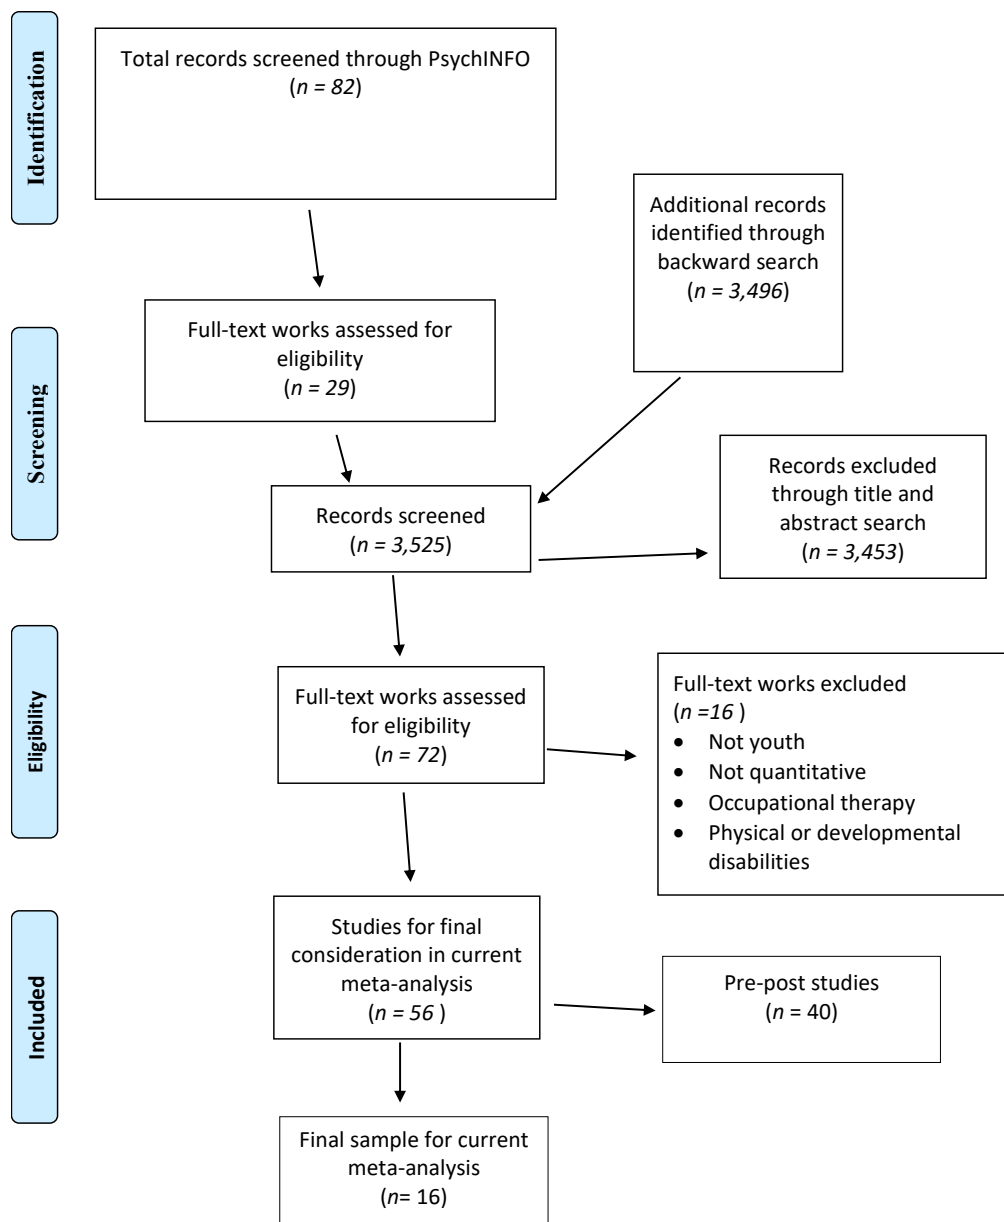 Identification
Total records screened through PsychINFO
(n = 82)
Additional records
identified through
backward search
(n = 3,496)
Screening
Full-text works assessed for
eligibility
(n = 29)
Records screened
(n = 3,525)
Records excluded
through title and
abstract search
(n = 3,453)
Eligibility
Full-text works assessed
for eligibility
(n = 72)
Full-text works excluded
(n =16 )
• Not youth
• Not quantitative
• Occupational therapy
• Physical or developmental
disabilities
Included
Studies for final
consideration in current
meta-analysis
(n = 56 )
Pre-post studies
(n = 40)
Final sample for current
meta-analysis
(n= 16)